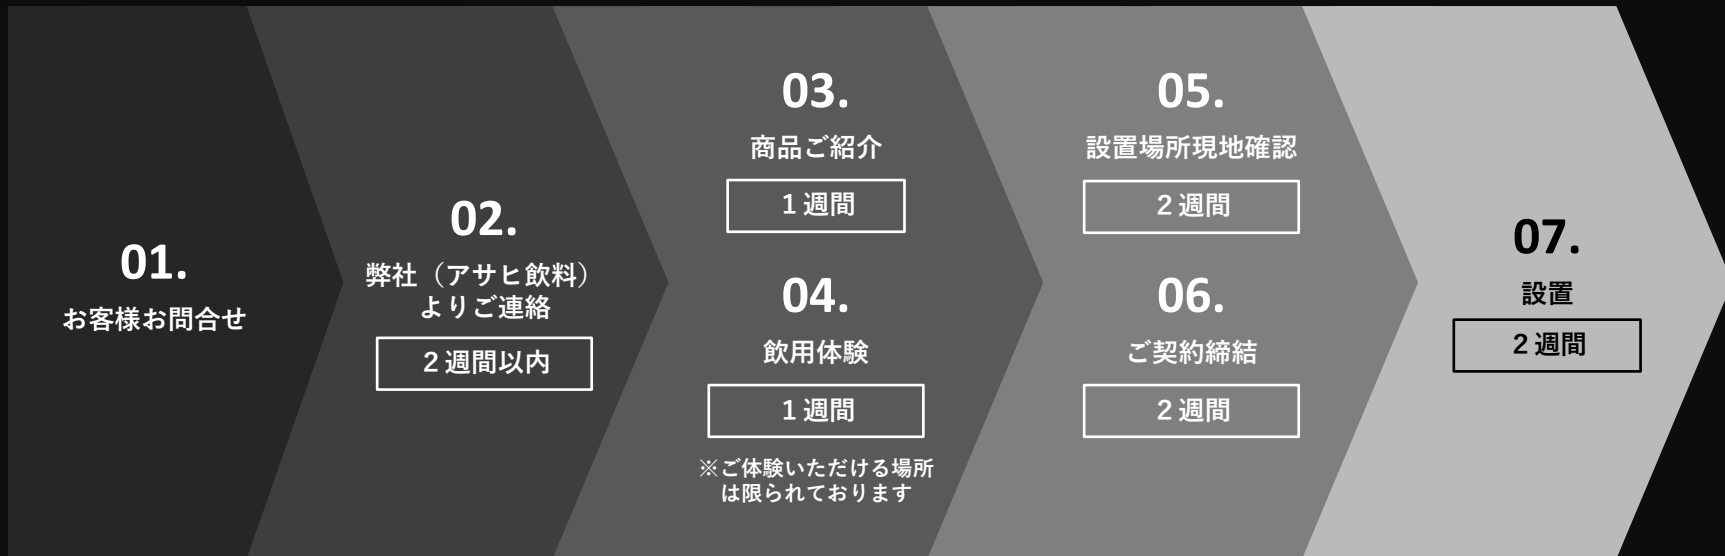 01.
お客様お問合せ
02.
弊社（アサヒ飲料）
よりご連絡
２週間以内
03.
商品ご紹介
１週間
04.
飲用体験
１週間
※ご体験いただける場所
は限られております
05.
設置場所現地確認
２週間
06.
ご契約締結
２週間
07.
設置
２週間